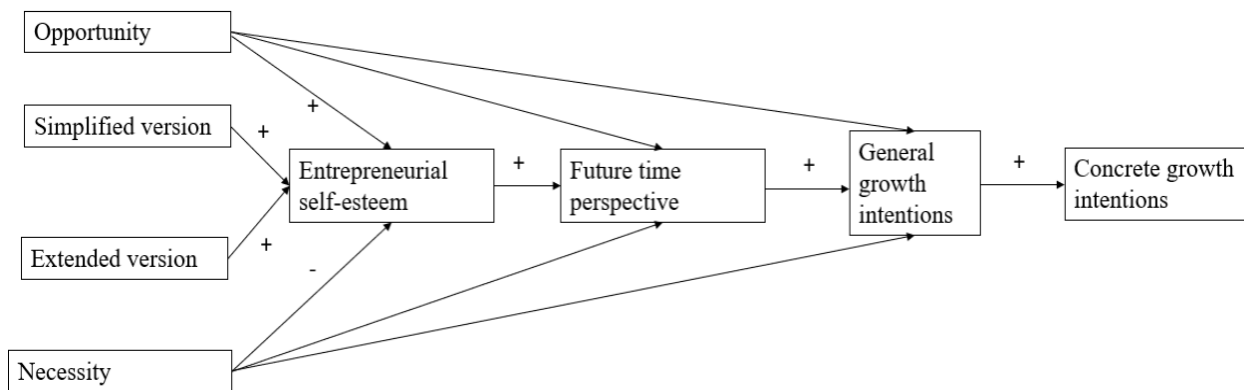 Opportunity
+
Simplified version
+
General
growth
intentions
Entrepreneurial
self-esteem
+
Future time
perspective
+
+
Concrete growth
intentions
Extended version
+
-
Necessity